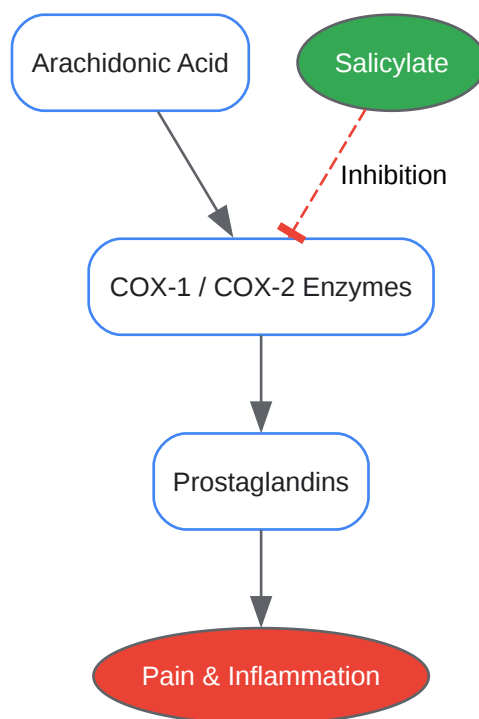 Arachidonic Acid
Salicylate
Inhibition
COX-1 / COX-2 Enzymes
Prostaglandins
Pain & Inflammation